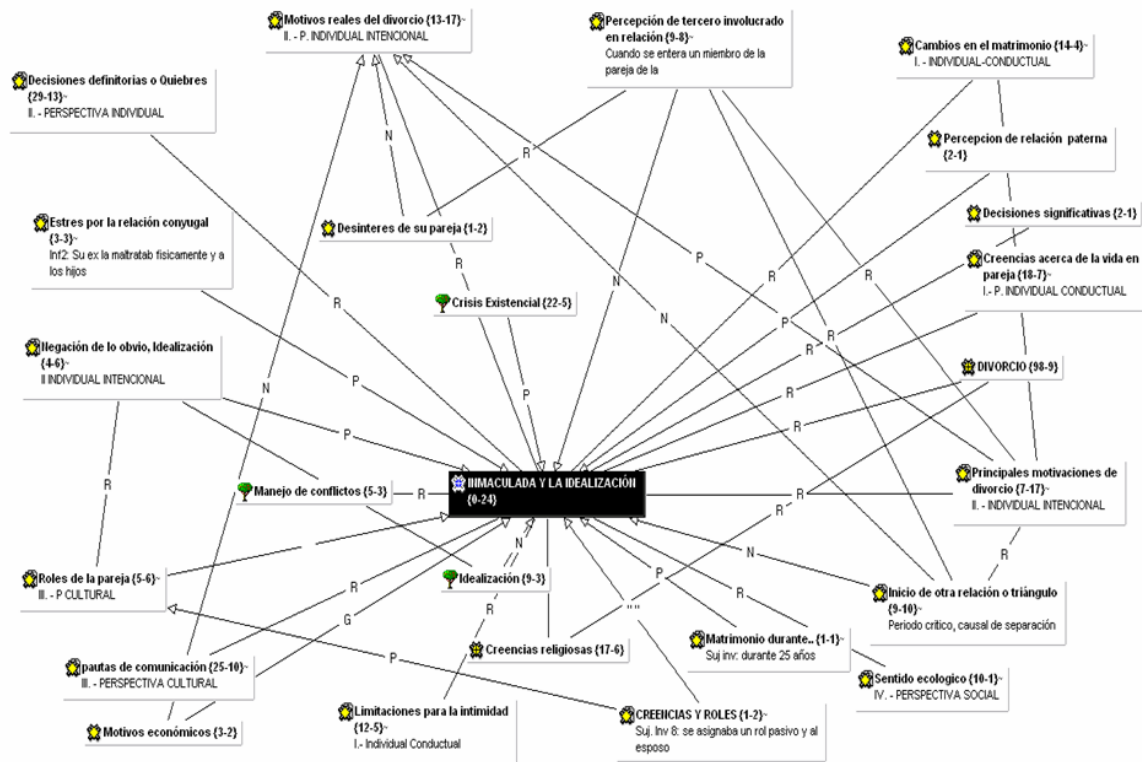 Motivos reales del divorcio {13-17}~
II. - P. INDIVIDUAL INTENCIONAL
Percepción de tercero involucrado
en relación {9-8}~
Cuando se entera un miembro de la
pareja de la
Cambios en el matrimonio {14-4}~
I. - INDIVIDUAL-CONDUCTUAL
Decisiones definitorias o Quiebres
{29-13}~
II. - PERSPECTIVA INDIVIDUAL
Percepcion de relación paterna
{2-1}
N
R
Estres por la relación conyugal
{3-3}~
Inf2: Su ex la maltratab fisicamente y a
los hijos
Desinteres de su pareja {1-2}
Decisiones significativas {2-1}
Creencias acerca de la vida en
pareja {18-7}~
I.- P. INDIVIDUAL CONDUCTUAL
R
P
R
R
N
Crisis Existencial {22-5}
R
N
P
R
R
Negación de lo obvio, Idealización
{4-6}~
II INDIVIDUAL INTENCIONAL
R
DIVORCIO {98-9}
N
P
P
R
P
R
R
INMACULADA Y LA IDEALIZACIÓN
{0-24}
Principales motivaciones de
divorcio {7-17}~
II. - INDIVIDUAL INTENCIONAL
R
Manejo de conflictos {5-3}
R
R
R
N
N
R
Roles de la pareja {5-6}~
III. - P CULTURAL
Idealización {9-3}
P
R
R
R
Inicio de otra relación o triángulo
{9-10}~
Periodo critico, causal de separación
G
""
Matrimonio durante.. {1-1}~
Suj inv: durante 25 años
Creencias religiosas {17-6}
pautas de comunicación {25-10}~
III. - PERSPECTIVA CULTURAL
P
Sentido ecologico {10-1}~
IV. - PERSPECTIVA SOCIAL
Limitaciones para la intimidad
{12-5}~
I.- Individual Conductual
CREENCIAS Y ROLES {1-2}~
Suj. Inv 8: se asignaba un rol pasivo y al
esposo
Motivos económicos {3-2}